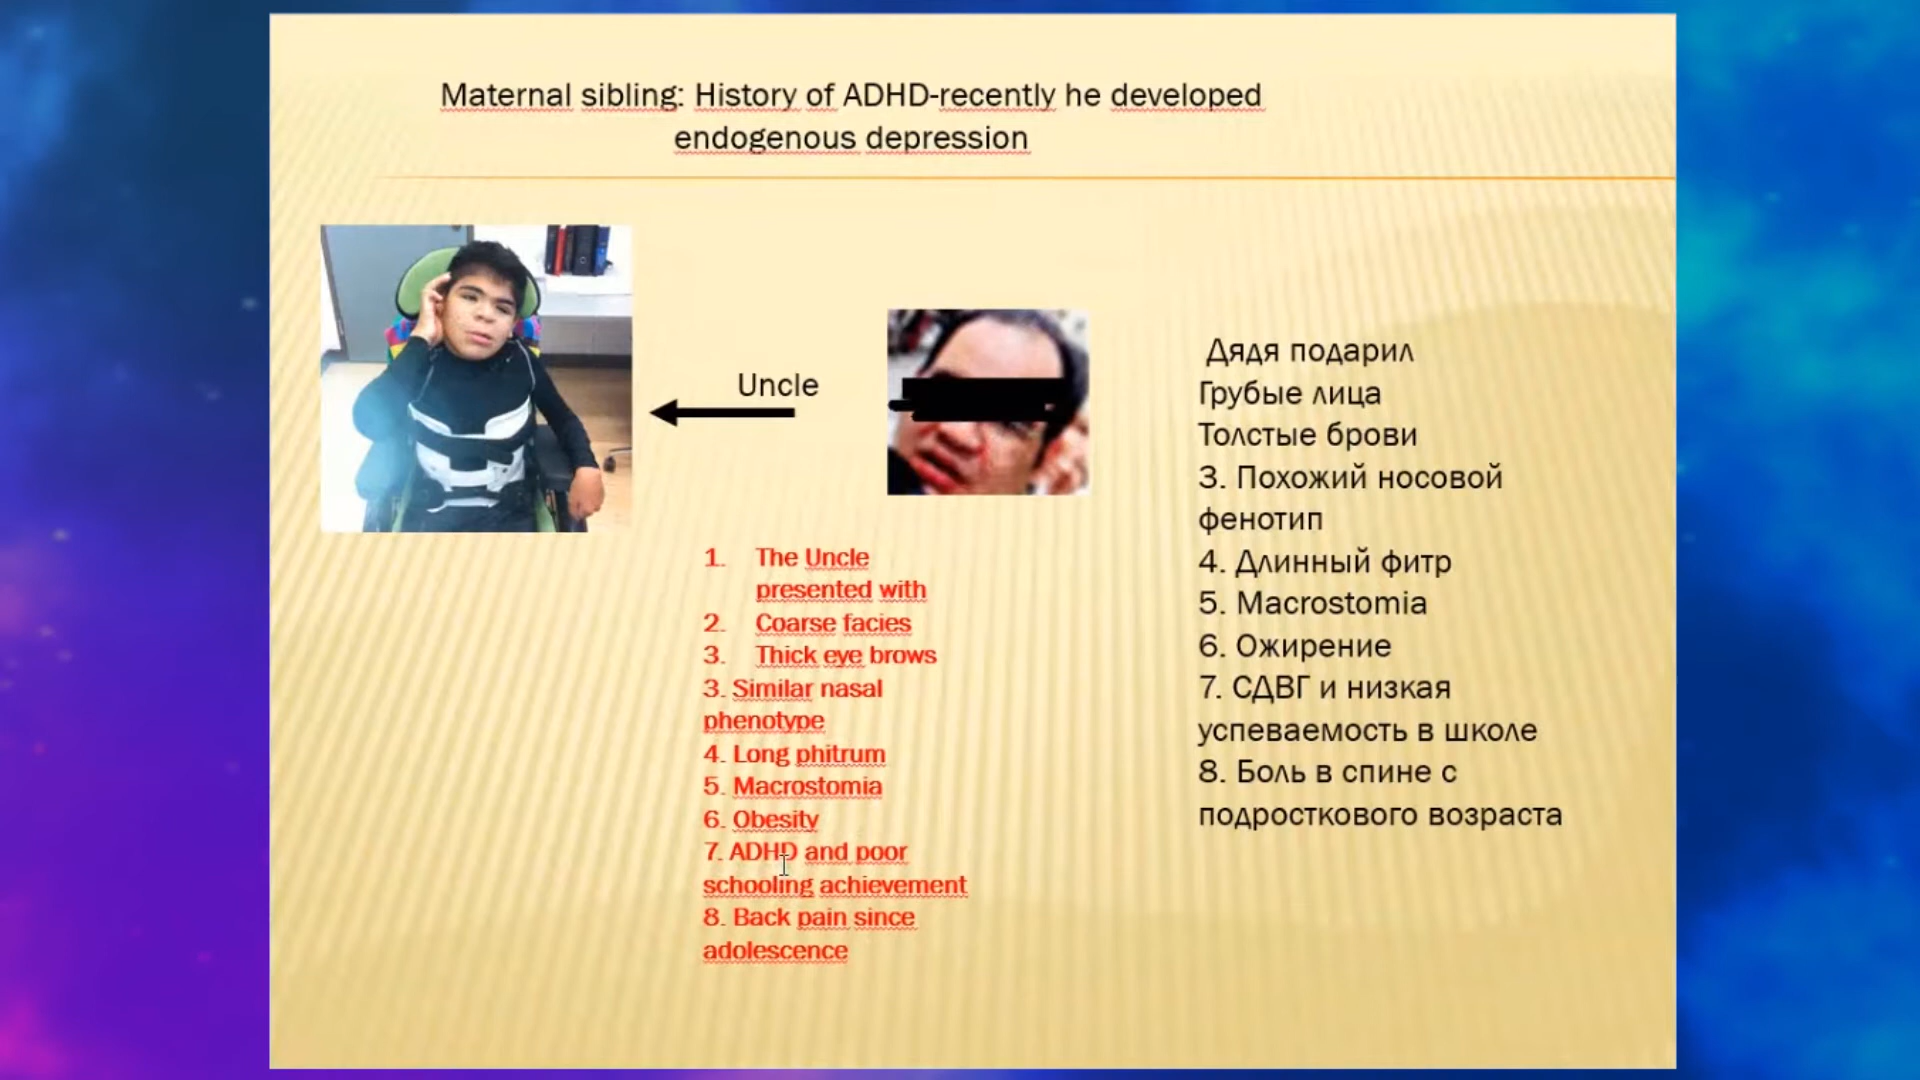 Maternal sibling: History of ADHD-recently he developed
endogenous depression
Uncle
1. The Uncle
presented with
2. Coarse facies
3. Thick eye brows
3. Similar nasal
phenotype
4. Long phitrum
5. Macrostomia
6. Obesity
7. ADHD and poor
schooling achievement
8. Back pain since
adolescence
Дядя подарил
Грубые лица
Толстые брови
3. Похожий носовой
фенотип
4. Длинный фитр
5. Macrostomia
6. Ожирение
7. СДВГ и низкая
успеваемость в школе
8. Боль в спине с
подросткового возраста